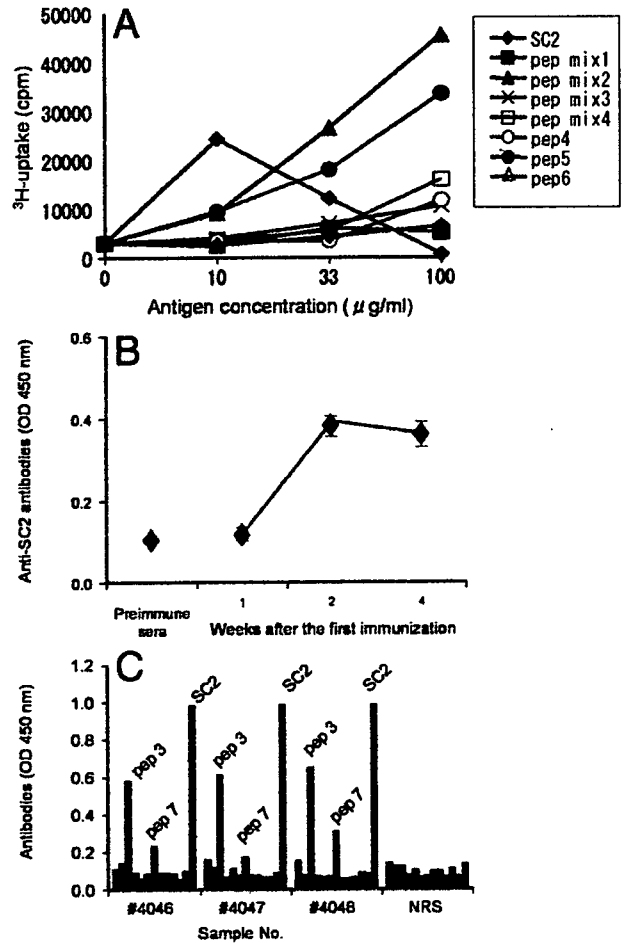 A
50000
40000
30000
20000
10000
0
³H-uptake (cpm)
0 10 33 100
Antigen concentration ( μg/ml)
SC2
pep mix1
pep mix2
pep mix3
pep mix4
pep4
pep5
pep6
B
0.6
0.4
0.2
0.0
Anti-SC2 antibodies (OD 450 nm)
Preimmune sera
1 2 4
Weeks after the first immunization
C
1.2
1.0
0.8
0.6
0.4
0.2
0.0
Antibodies (OD 450 nm)
pep 3
pep 7
SC2
pep 3
pep 7
SC2
pep 3
pep 7
SC2
#4046 #4047 #4048 NRS
Sample No.